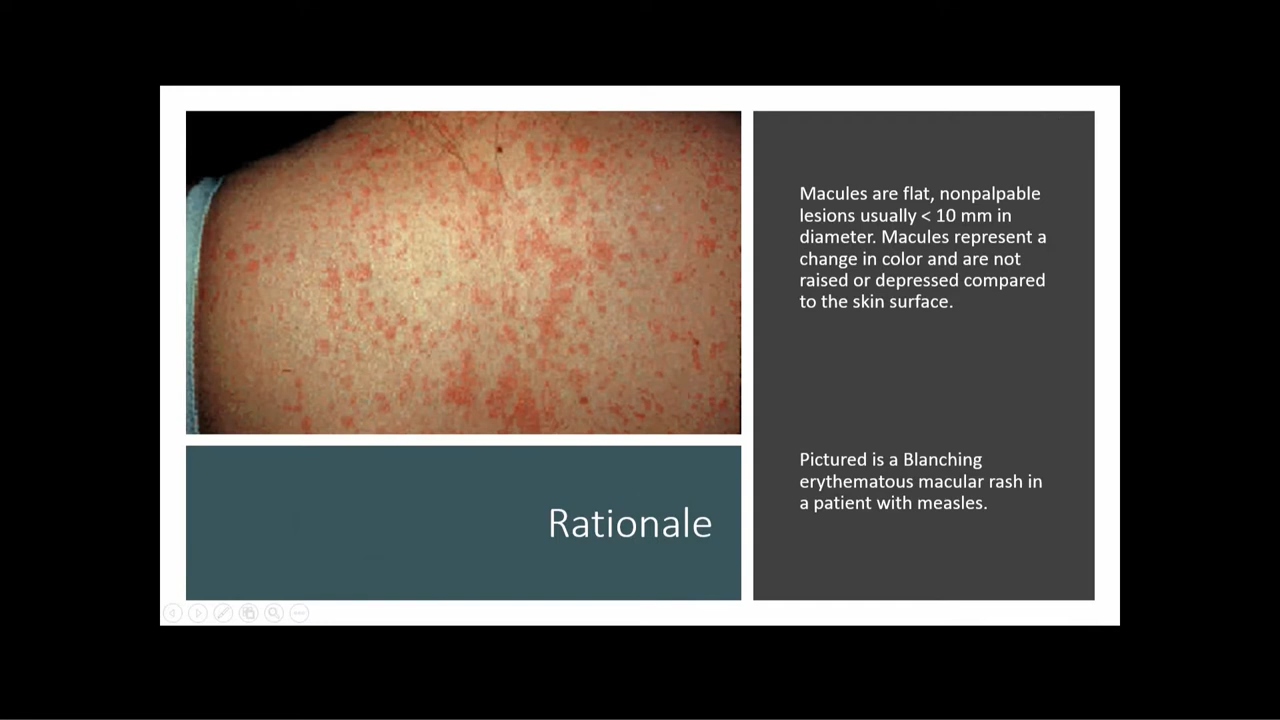 Macules are flat, nonpalpable
lesions usually < 10 mm in
diameter. Macules represent a
change in color and are not
raised or depressed compared
to the skin surface.
Pictured is a Blanching
erythematous macular rash in
a patient with measles.
Rationale